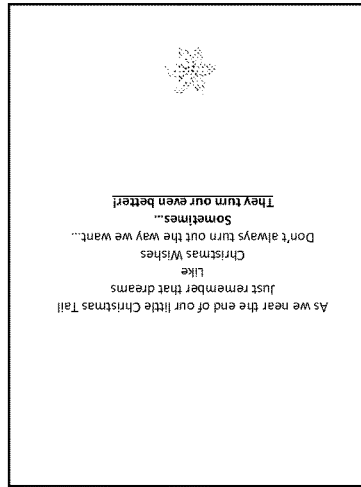 As we near the end of our little Christmas Tail
Just remember that dreams
Like
Christmas Wishes
Don't always turn out the way we want...
Sometimes...
They turn our even better!